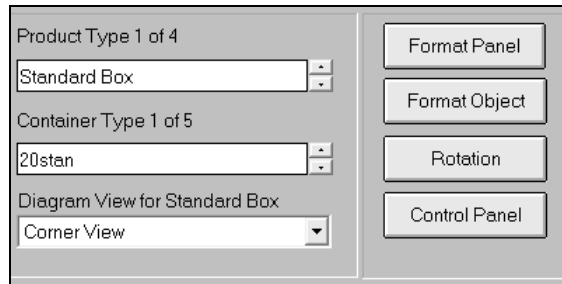 Product Type 1 of 4
Standard Box
Container Type 1 of 5
20stan
Diagram View for Standard Box
Corner View
Format Panel
Format Object
Rotation
Control Panel